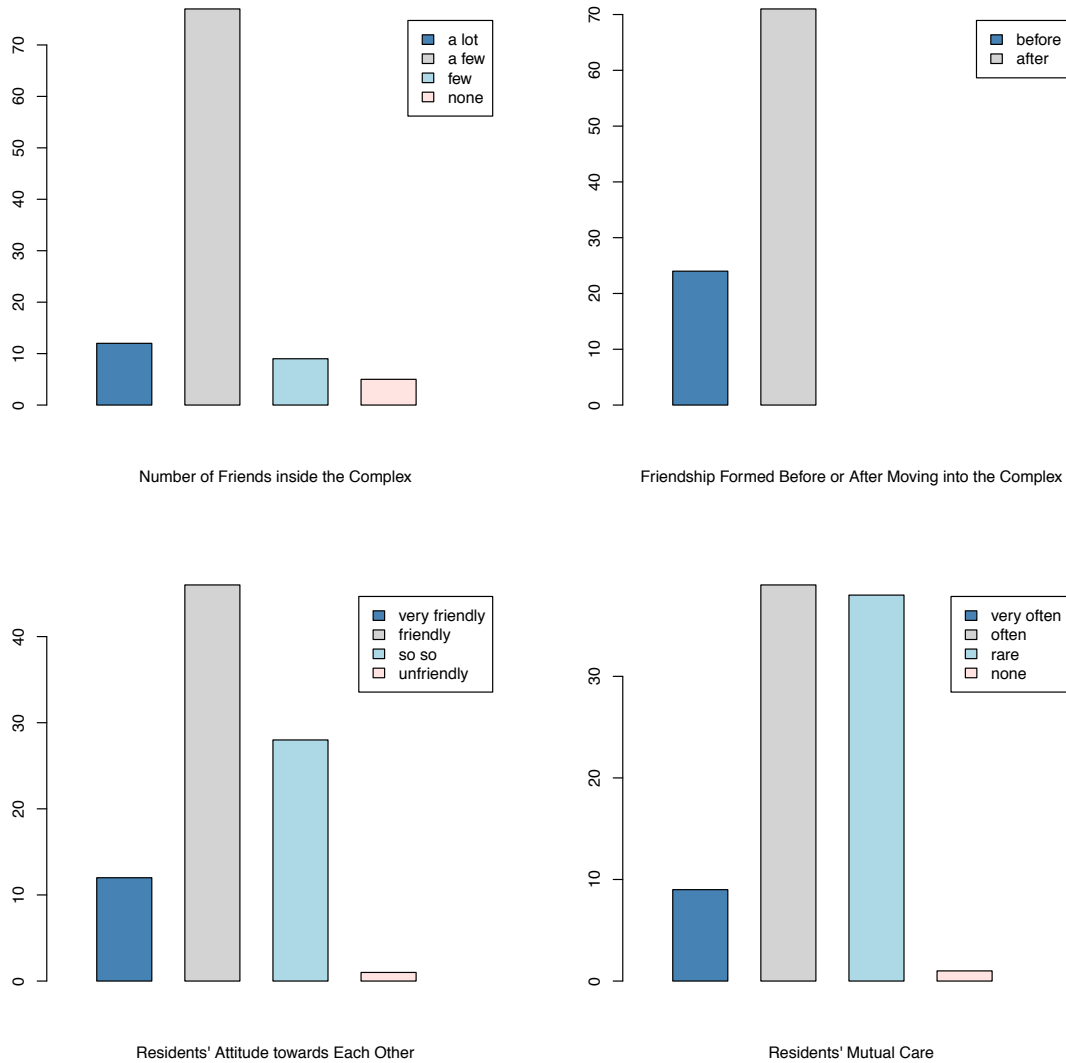 70
60
50
40
30
20
10
0
a lot
a few
few
none
Number of Friends inside the Complex
70
60
50
40
30
20
10
0
before
after
Friendship Formed Before or After Moving into the Complex
40
30
20
10
0
very friendly
friendly
so so
unfriendly
Residents' Attitude towards Each Other
30
20
10
0
very often
often
rare
none
Residents' Mutual Care